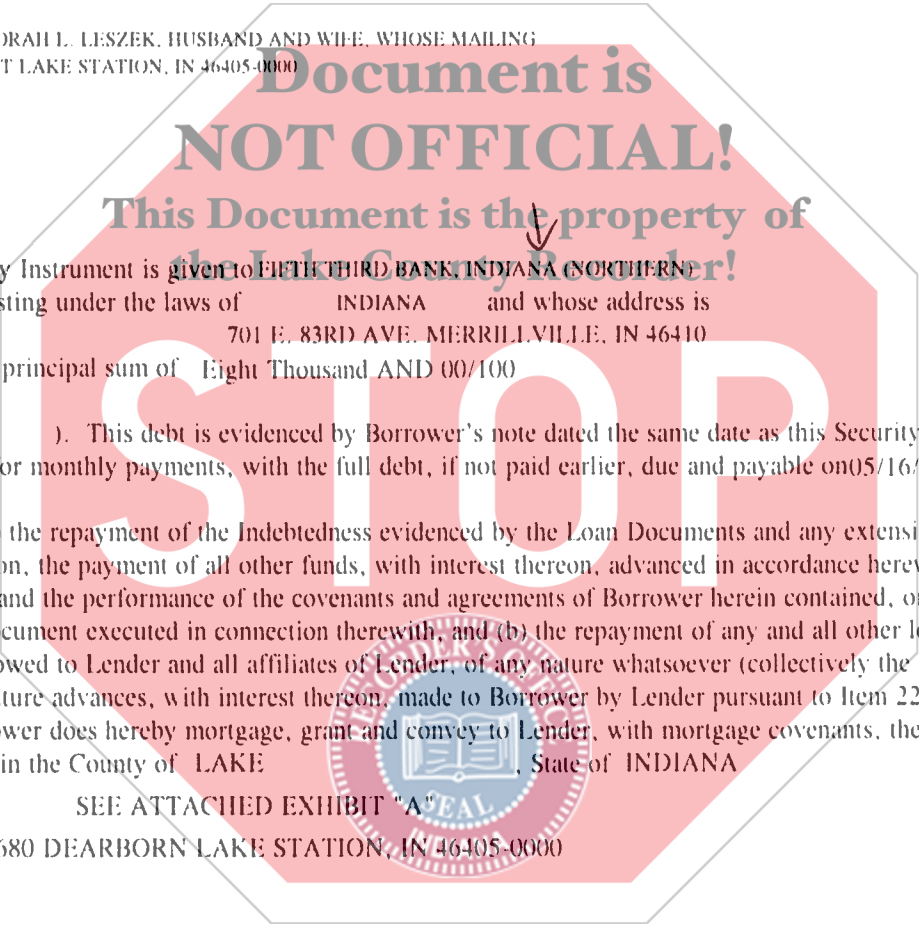 ORAH L. LESZEK, HUSBAND AND WIFE, WHOSE MAILING
T LAKE STATION, IN 46405-0000
Document is
NOT OFFICIAL!
This Document is the property of
the Lake County Recorder!
y Instrument is given to FIFTH THIRD BANK, INDIANA (NORTHERN)
sting under the laws of INDIANA and whose address is
701 E. 83RD AVE. MERRILLVILLE, IN 46410
principal sum of Eight Thousand AND 00/100
). This debt is evidenced by Borrower's note dated the same date as this Security
or monthly payments, with the full debt, if not paid earlier, due and payable on05/16/
STOP
the repayment of the Indebtedness evidenced by the Loan Documents and any extensi
on, the payment of all other funds, with interest thereon, advanced in accordance herew
and the performance of the covenants and agreements of Borrower herein contained, o
cument executed in connection therewith, and (b) the repayment of any and all other l
owed to Lender and all affiliates of Lender, of any nature whatsoever (collectively the
ture advances, with interest thereon, made to Borrower by Lender pursuant to Item 22
ower does hereby mortgage, grant and convey to Lender, with mortgage covenants, the
in the County of LAKE , State of INDIANA
RECORDER'S OFFICE
SEAL
INDIANA
SEE ATTACHED EXHIBIT "A"
680 DEARBORN LAKE STATION, IN 46405-0000